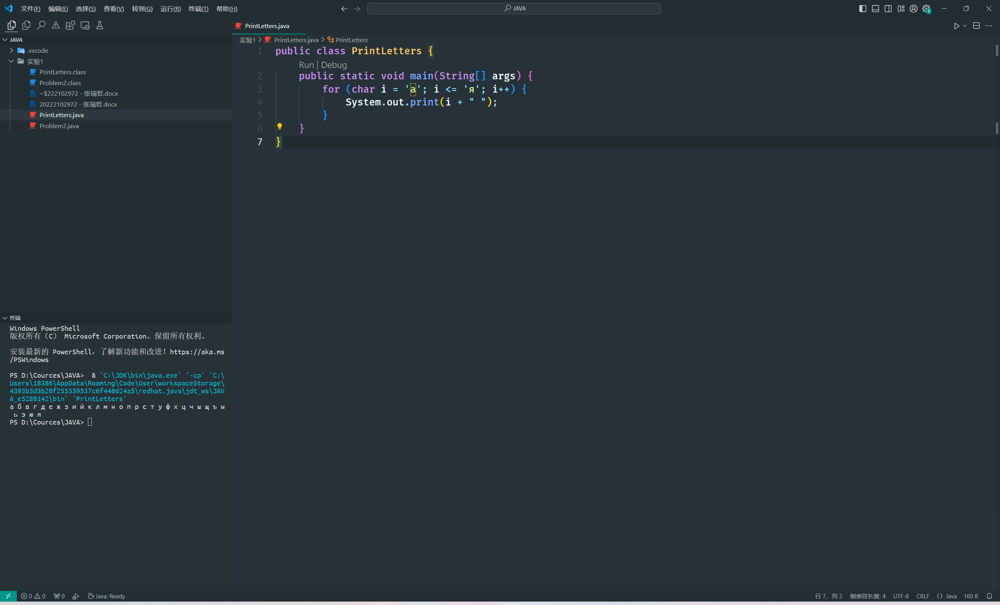 文件(F) 编辑(E) 选择(S) 查看(V) 转到(G) 运行(R) 终端(T) 帮助(H)
JAVA
1
PrintLetters.java
JAVA
.vscode
实验1
PrintLetters.class
Problem2.class
~$222102972 - 张瑞哲.docx
20222102972 - 张瑞哲.docx
PrintLetters.java
Problem2.java
实验1 > PrintLetters.java > PrintLetters
1 public class PrintLetters {
Run | Debug
2 public static void main(String[] args) {
3 for (char i = 'а'; i <= 'я'; i++) {
4 System.out.print(i + " ");
5 }
6 }
7 }
终端
Windows PowerShell
版权所有（C） Microsoft Corporation。保留所有权利。
安装最新的 PowerShell，了解新功能和改进！https://aka.ms
/PSWindows
PS D:\Cources\JAVA>  & 'C:\JDK\bin\java.exe' '-cp' 'C:\
Users\18386\AppData\Roaming\Code\User\workspaceStorage\
4393b3d3b20f255339537c6f440d24a5\redhat.java\jdt_ws\JAV
A_e5280142\bin' 'PrintLetters'
а б в г д е ж з и й к л м н о п р с т у ф х ц ч ш щ ъ ы
ь э ю я
PS D:\Cources\JAVA>
0 0 0 Java: Ready
行 7，列 2 制表符长度: 4 UTF-8 CRLF {} Java 160 B